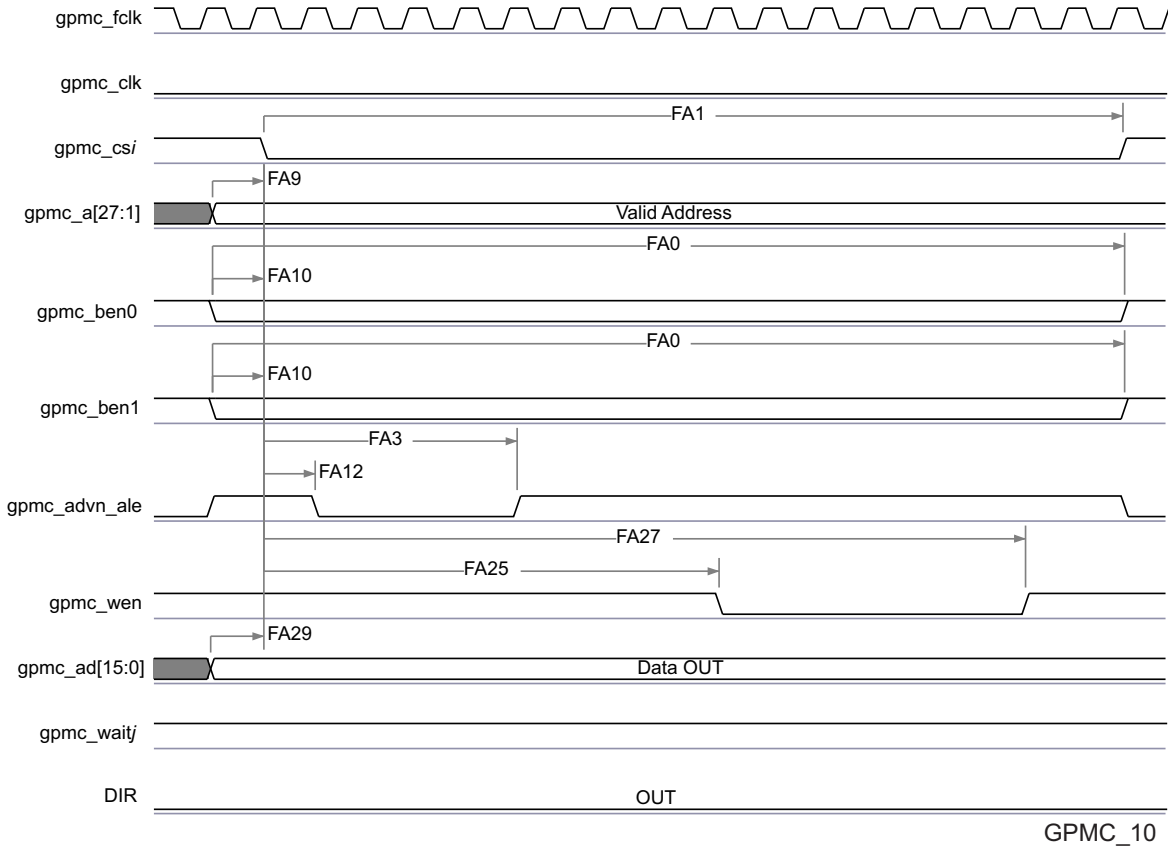 gpmc_fclk
gpmc_clk
FA1
gpmc_csi
FA9
gpmc_a[27:1]
Valid Address
FA0
FA10
gpmc_ben0
FA0
FA10
gpmc_ben1
FA3
FA12
gpmc_advn_ale
FA27
FA25
gpmc_wen
FA29
gpmc_ad[15:0]
Data OUT
gpmc_waitj
DIR
OUT
GPMC_10